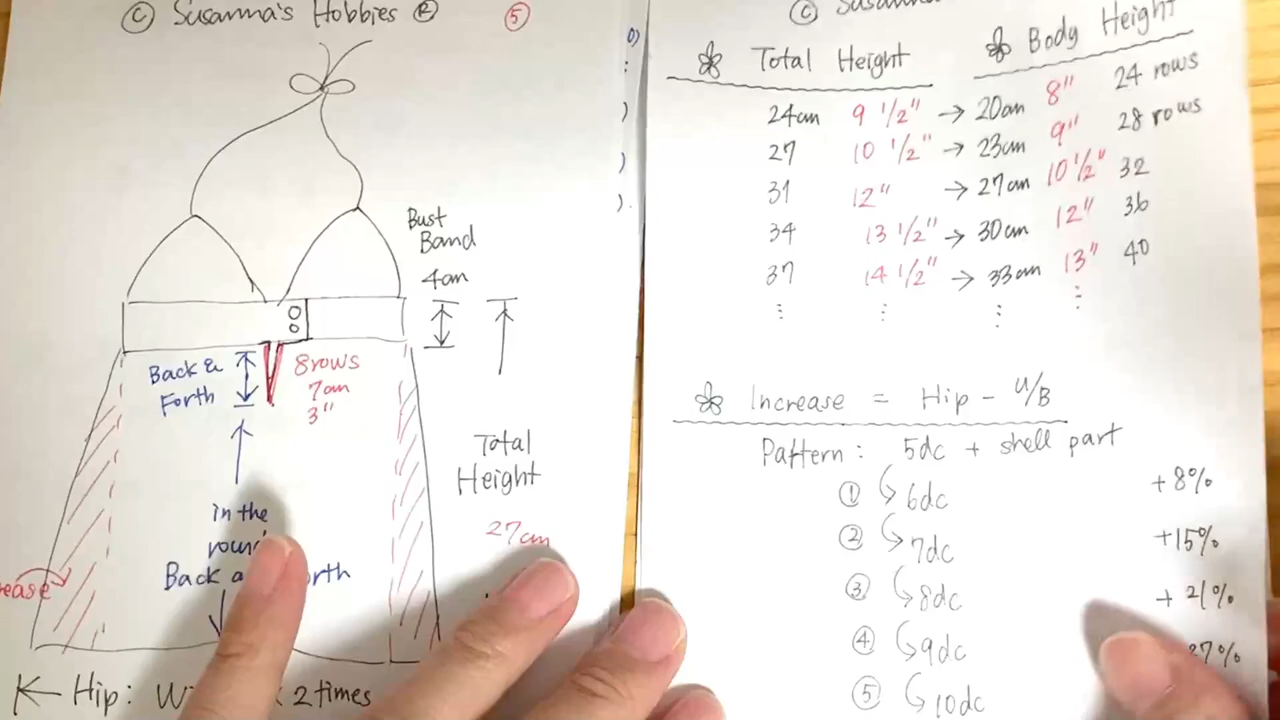 © Susanna's Hobbies ® ⑤
Bust
Band
4cm
Back &
Forth
8 rows
7cm
3"
Total
Height
27cm
in the
Back a
Hip:
2 times
©
Total Height
Body Height
24cm 9 1/2" → 20cm 8" 24 rows
27 10 1/2" → 23cm 9" 28 rows
31 12" → 27cm 10 1/2" 32
34 13 1/2" → 30cm 12" 36
37 14 1/2" → 33cm 13" 40
Increase = Hip - U/B
Pattern: 5dc + shell part
① 6dc +8%
② 7dc +15%
③ 8dc +21%
④ 9dc 27%
⑤ 10dc